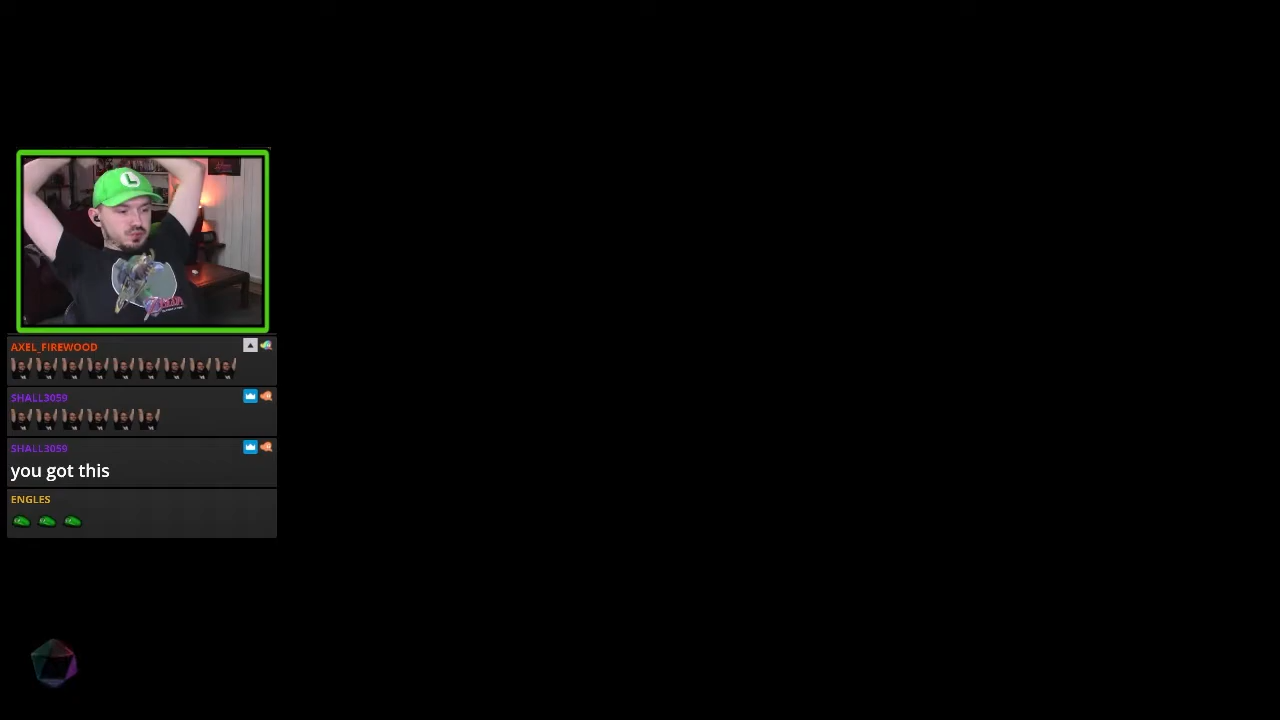 L
AXEL_FIREWOOD
SHALL3059
SHALL3059
you got this
ENGLES